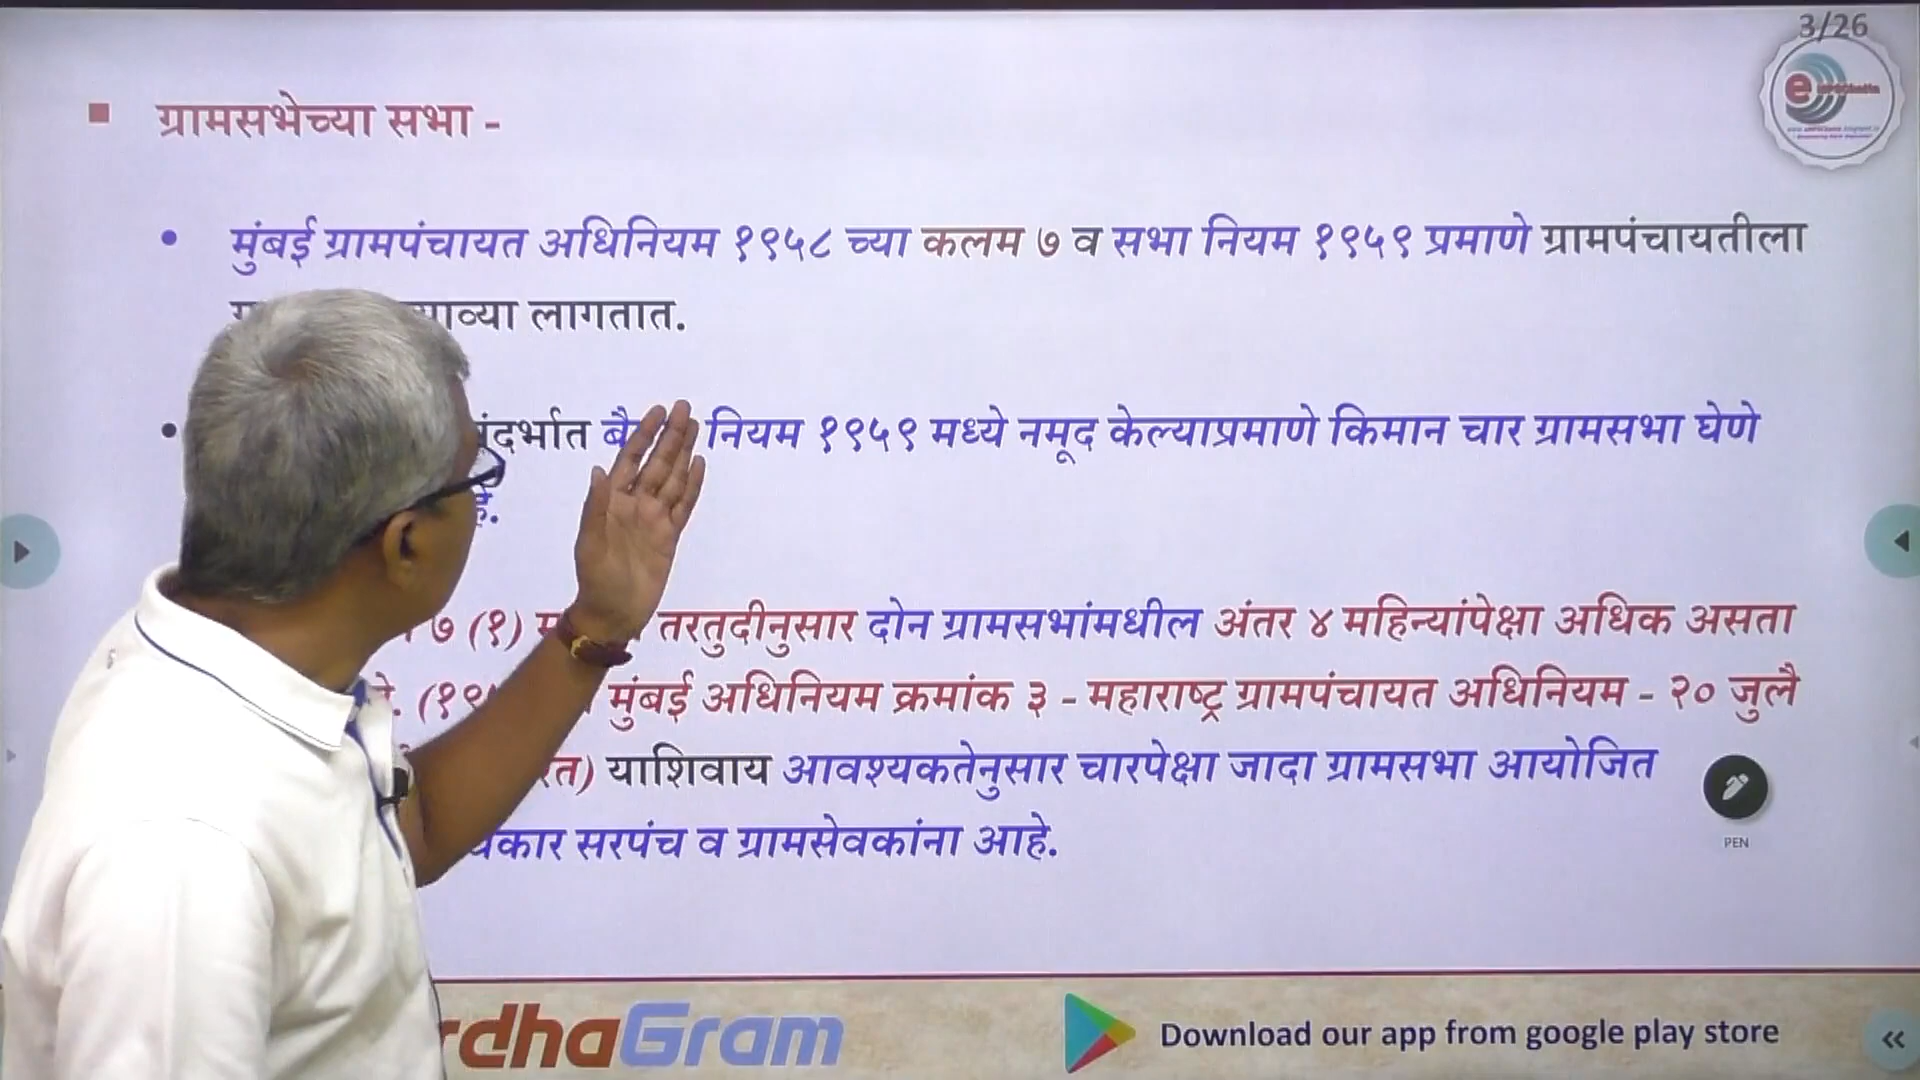 3/26
ग्रामसभेच्या सभा -
मुंबई ग्रामपंचायत अधिनियम १९५८ च्या कलम ७ व सभा नियम १९५९ प्रमाणे ग्रामपंचायतीला
लागतात.
नियम १९५९ मध्ये नमूद केल्याप्रमाणे किमान चार ग्रामसभा घेणे
७ (१) तरतुदीनुसार दोन ग्रामसभांमधील अंतर ४ महिन्यांपेक्षा अधिक असता
मुंबई अधिनियम क्रमांक ३ - महाराष्ट्र ग्रामपंचायत अधिनियम - २० जुलै
याशिवाय आवश्यकतेनुसार चारपेक्षा जादा ग्रामसभा आयोजित
सरपंच व ग्रामसेवकांना आहे.
PEN
rdhaGram
Download our app from google play store